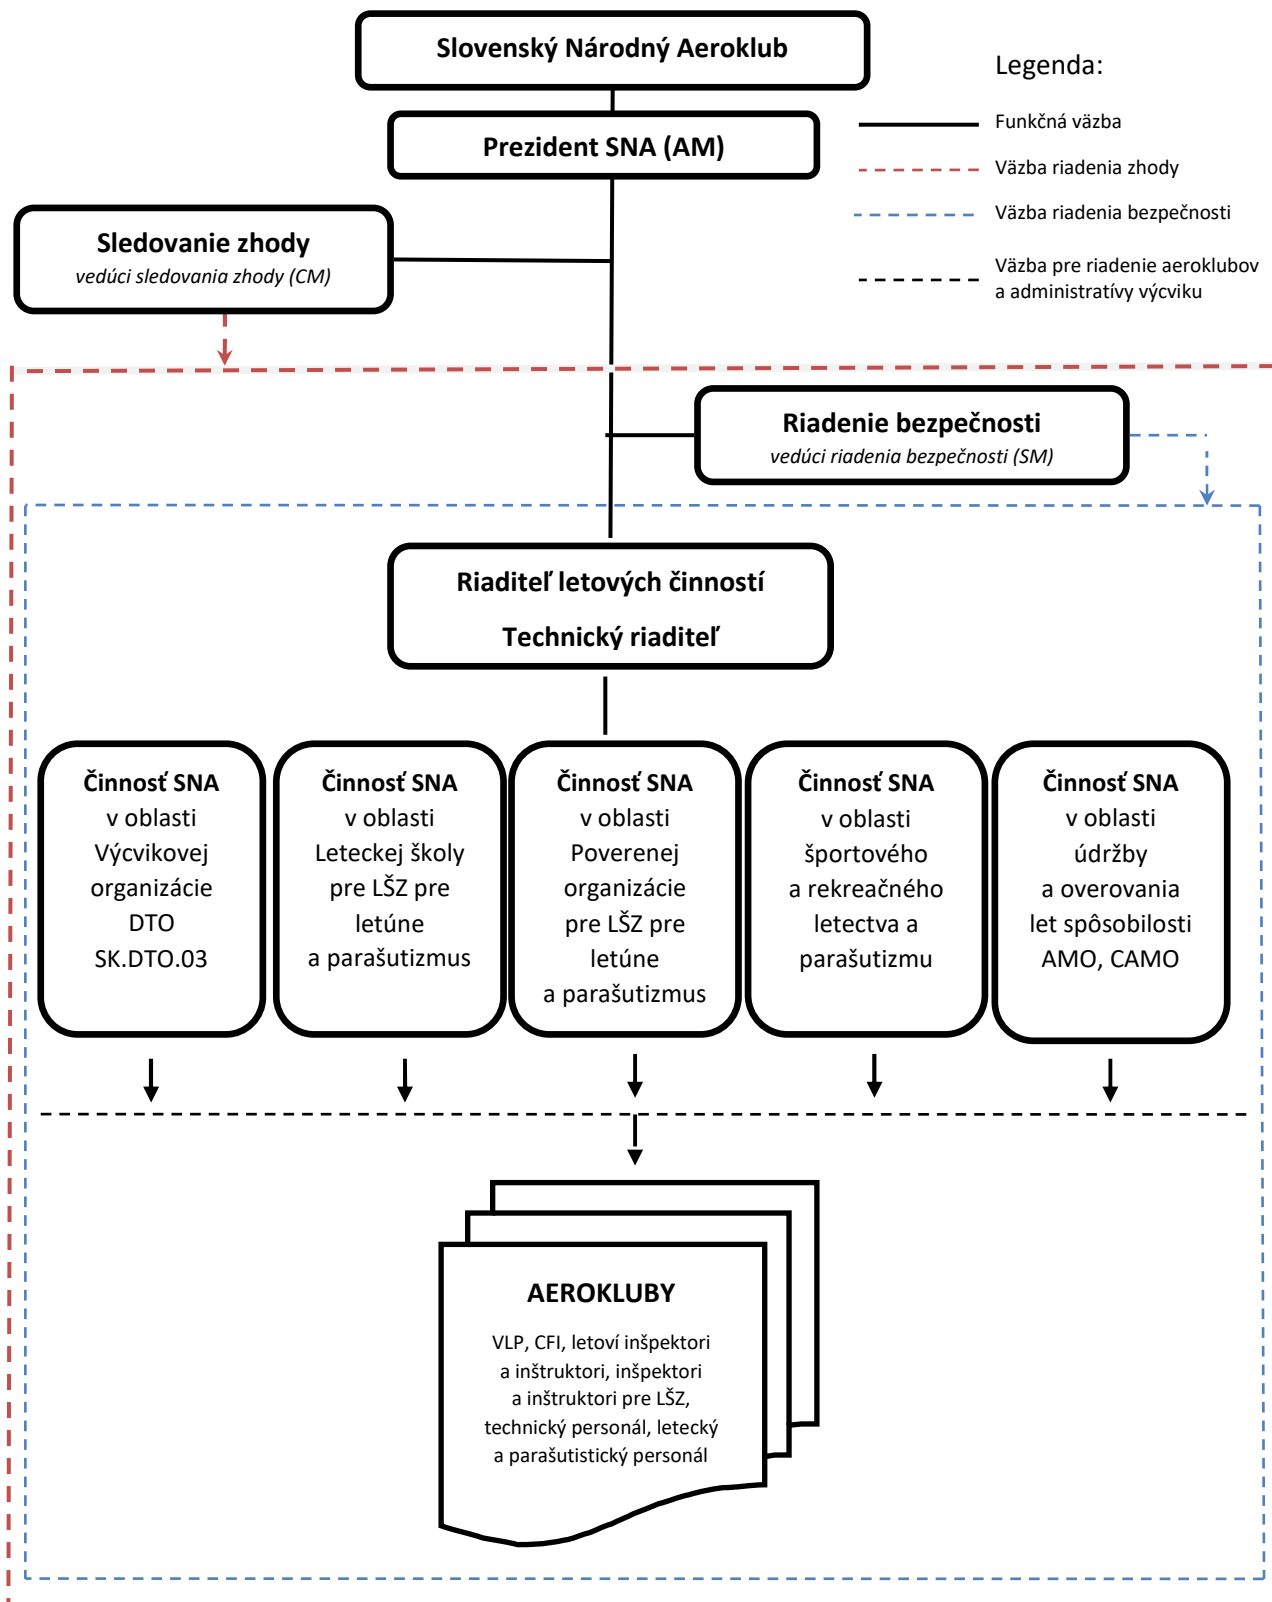 Slovenský Národný Aeroklub
Prezident SNA (AM)
Legenda:
Funkčná väzba
Väzba riadenia zhody
Väzba riadenia bezpečnosti
Väzba pre riadenie aeroklubov
a administratívy výcviku
Sledovanie zhody
vedúci sledovania zhody (CM)
Riadenie bezpečnosti
vedúci riadenia bezpečnosti (SM)
Riaditeľ letových činností
Technický riaditeľ
Činnosť SNA
v oblasti
Výcvikovej
organizácie
DTO
SK.DTO.03
Činnosť SNA
v oblasti
Leteckej školy
pre LŠZ pre
letúne
a parašutizmus
Činnosť SNA
v oblasti
Poverenej
organizácie
pre LŠZ pre
letúne
a parašutizmus
Činnosť SNA
v oblasti
športového
a rekreačného
letectva a
parašutizmu
Činnosť SNA
v oblasti
údržby
a overovania
let spôsobilosti
AMO, CAMO
AEROKLUBY
VLP, CFI, letoví inšpektori
a inštruktori, inšpektori
a inštruktori pre LŠZ,
technický personál, letecký
a parašutistický personál